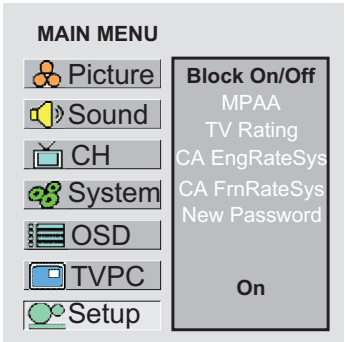 MAIN MENU
Picture
Sound
CH
System
OSD
TVPC
Setup
Block On/Off
MPAA
TV Rating
CA EngRateSys
CA FrnRateSys
New Password
On